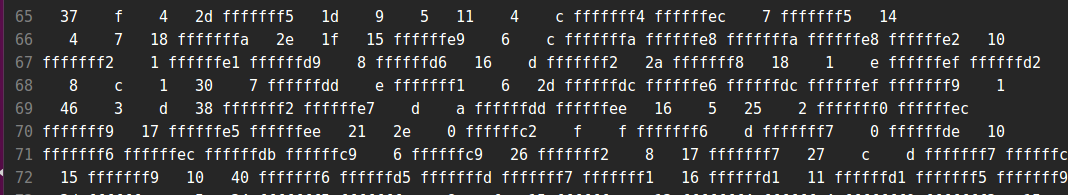 65 37 f 4 2d fffffff5 1d 9 5 11 4 c fffffff4 ffffffec 7 fffffff5 14
66 4 7 18 fffffffa 2e 1f 15 ffffffe9 6 c fffffffa ffffffe8 fffffffa ffffffe8 ffffffe2 10
67 fffffff2 1 ffffffe1 ffffffd9 8 ffffffd6 16 d fffffff2 2a fffffff8 18 1 e ffffffef ffffffd2
68 8 c 1 30 7 ffffffdd e fffffff1 6 2d ffffffdc ffffffe6 ffffffdc ffffffef fffffff9 1
69 46 3 d 38 fffffff2 ffffffe7 d a ffffffdd ffffffee 16 5 25 2 fffffff0 ffffffec
70 fffffff9 17 ffffffe5 ffffffee 21 2e 0 ffffffc2 f f fffffff6 d fffffff7 0 ffffffde 10
71 fffffff6 ffffffec ffffffdb ffffffc9 6 ffffffc9 26 fffffff2 8 17 fffffff7 27 c d fffffff7 ffffffc
72 15 fffffff9 10 40 fffffff6 ffffffd5 fffffffd fffffff7 fffffff1 16 ffffffd1 11 ffffffd1 fffffff5 fffffff9